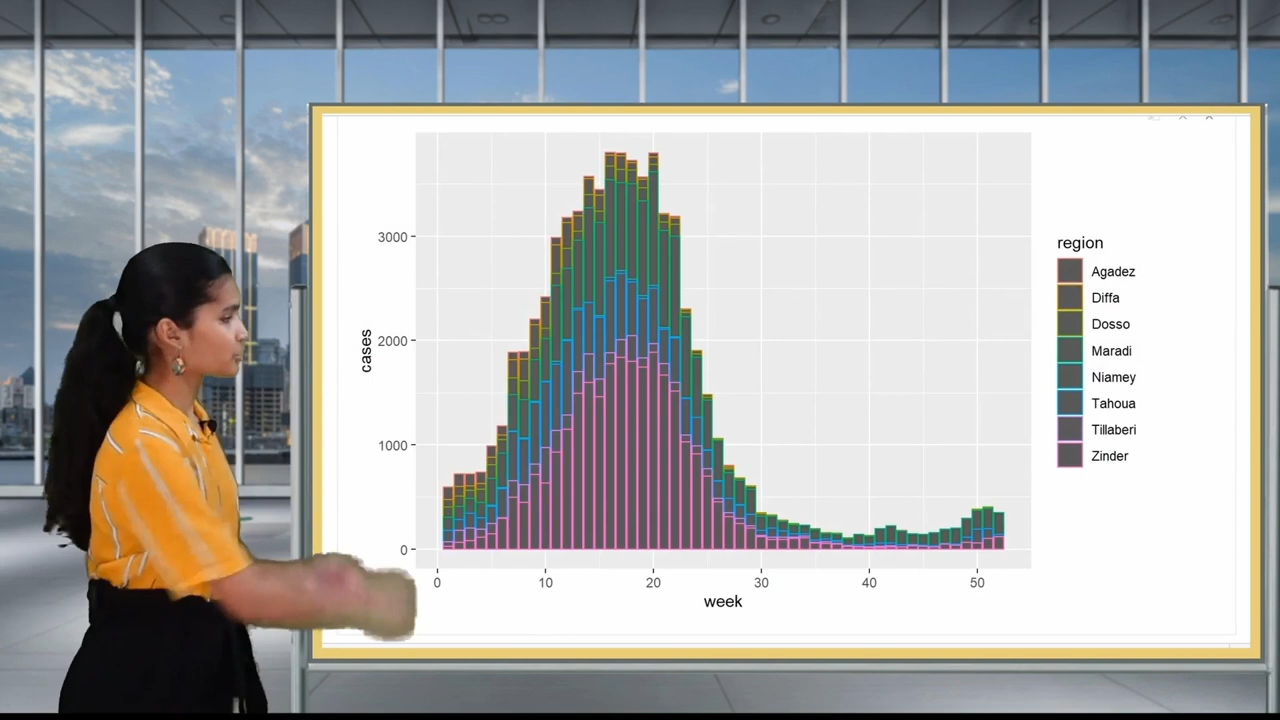 cases
3000
2000
1000
0
0 10 20 30 40 50
week
region
Agadez
Diffa
Dosso
Maradi
Niamey
Tahoua
Tillaberi
Zinder